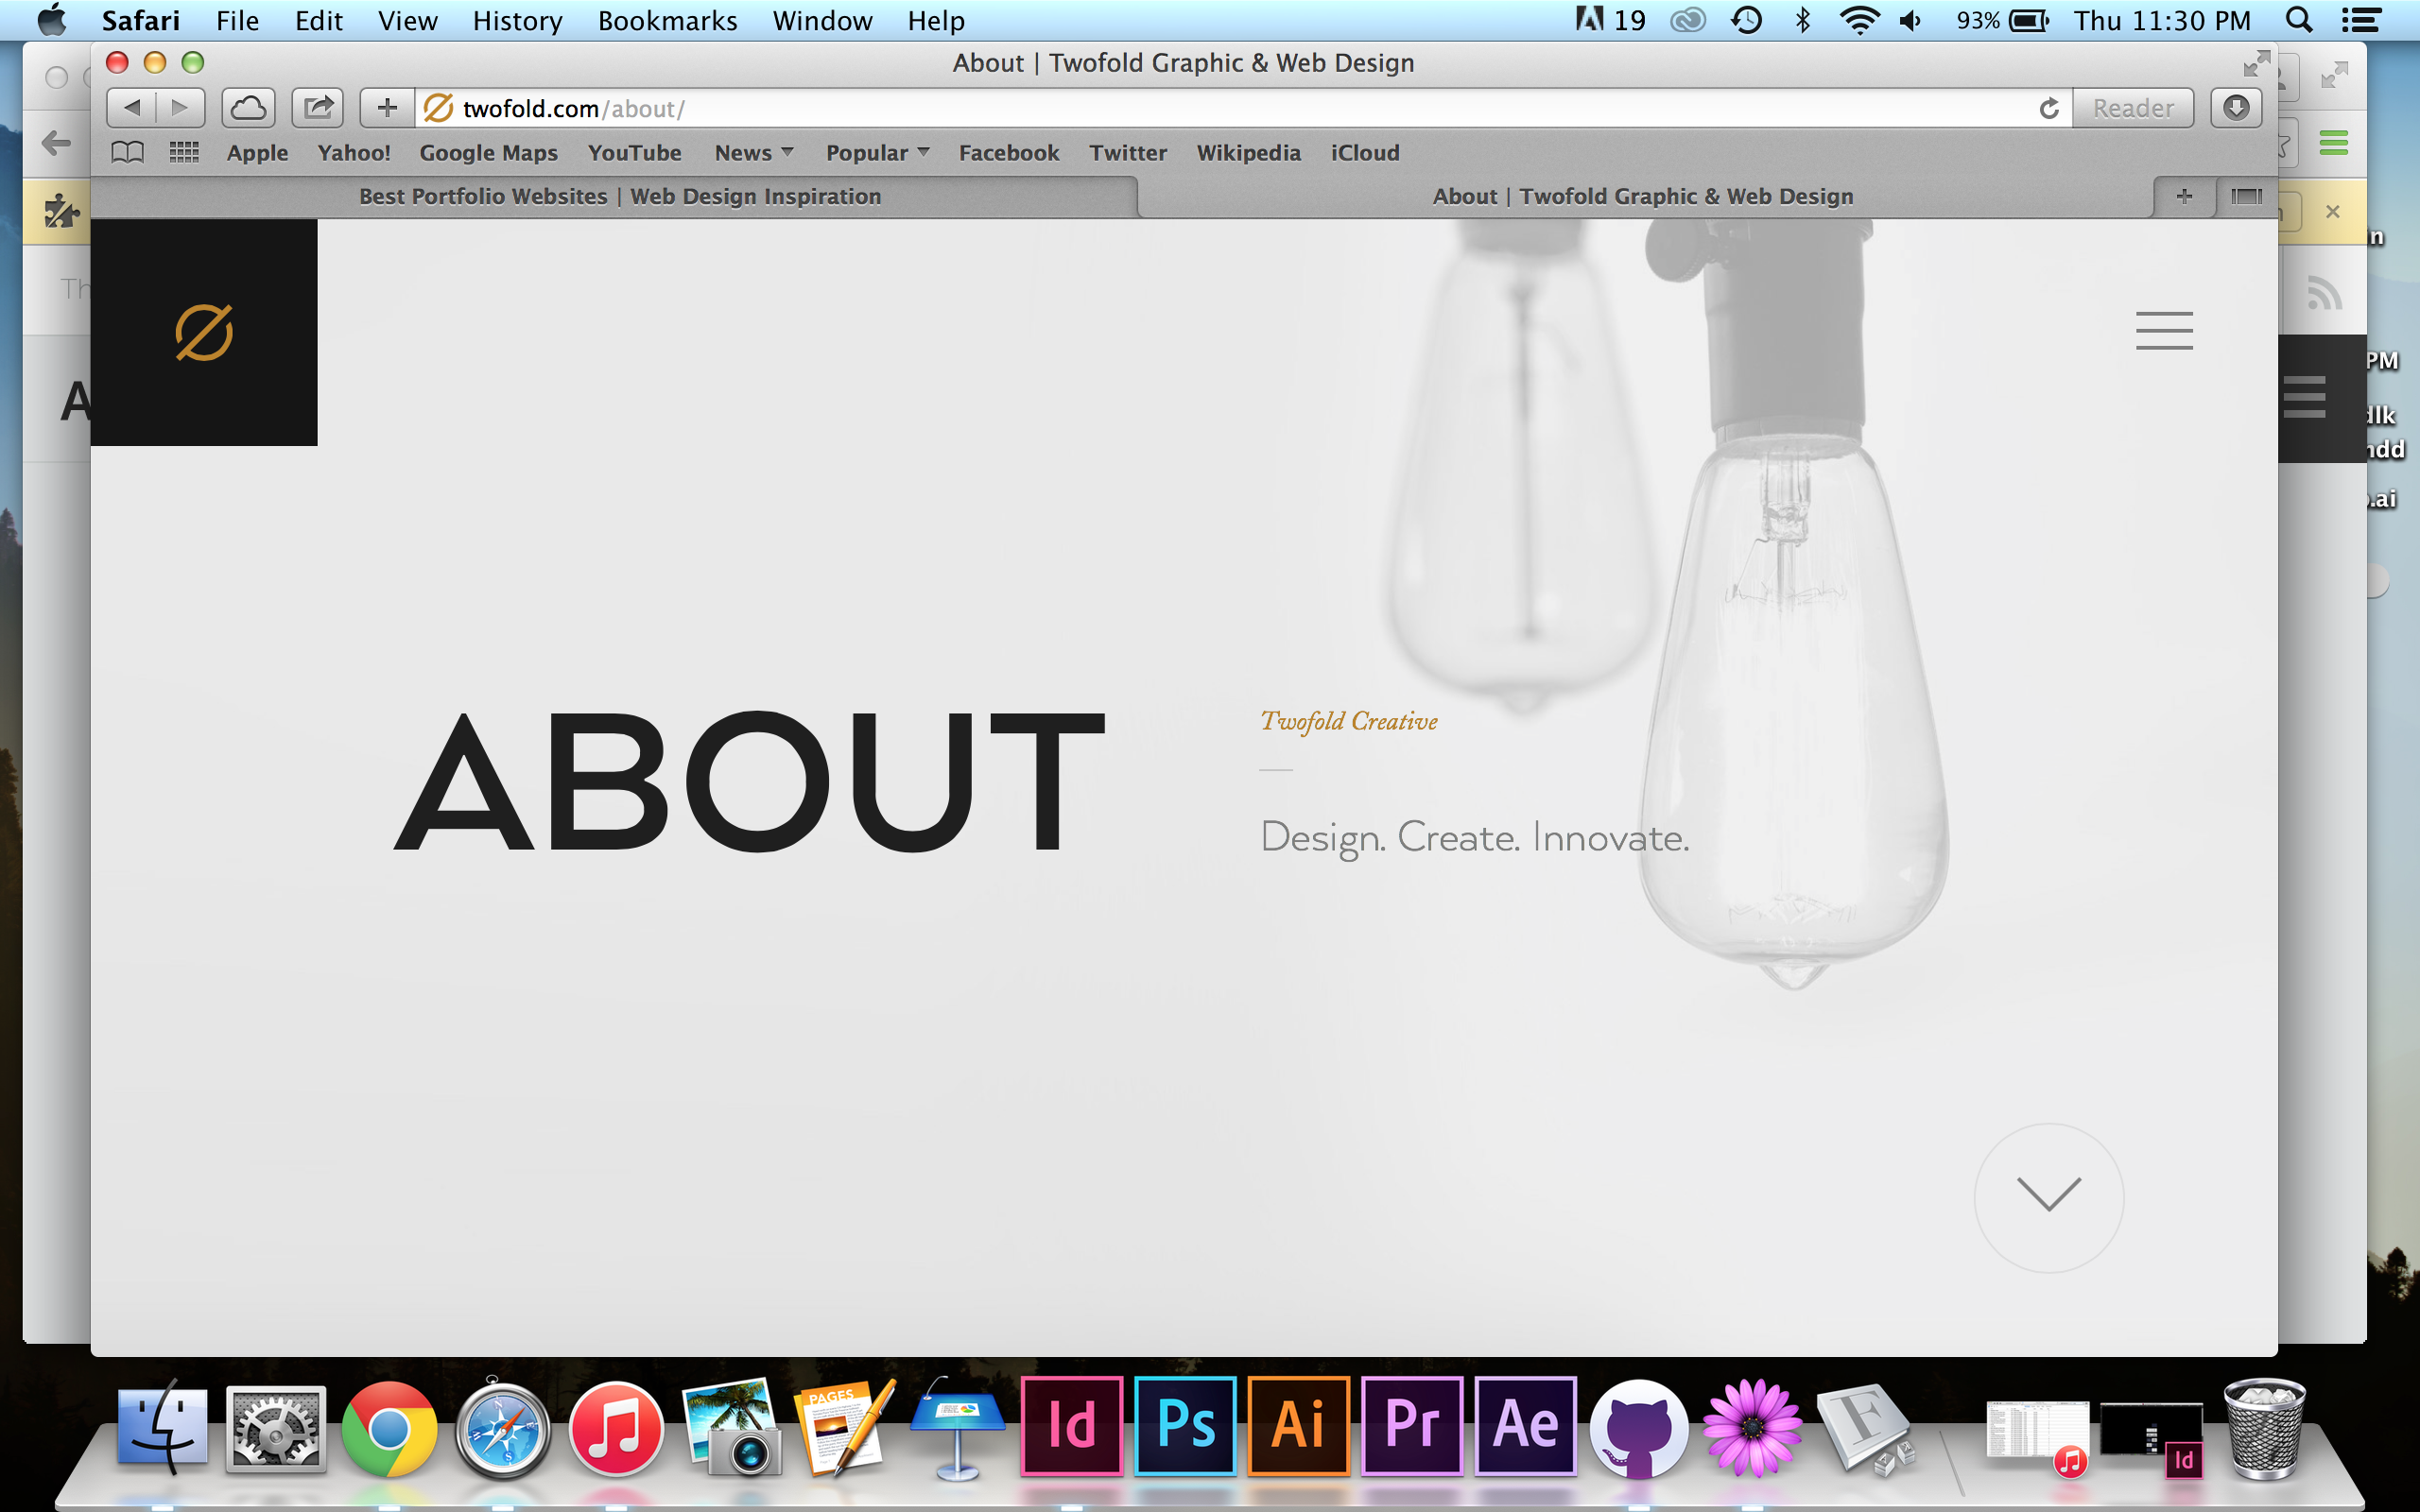 Safari File Edit View History Bookmarks Window Help 19 93% Thu 11:30 PM
About | Twofold Graphic & Web Design
twofold.com/about/ Reader
Apple Yahoo! Google Maps YouTube News Popular Facebook Twitter Wikipedia iCloud
Best Portfolio Websites | Web Design Inspiration About | Twofold Graphic & Web Design
ABOUT
Twofold Creative
Design. Create. Innovate.
PM
.ai
PAGES
Id Ps Ai Pr Ae F
Id